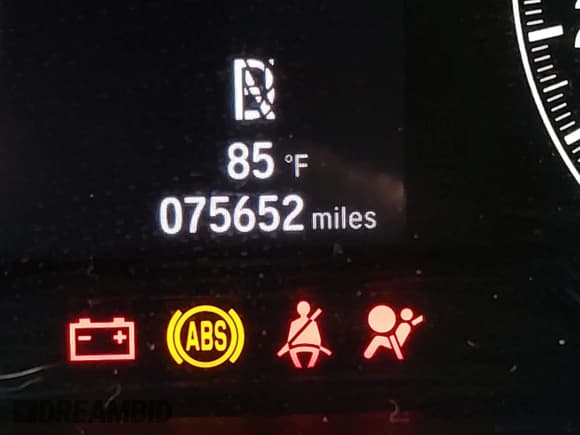 85 °F
075652 miles
- +
ABS
DREAMBID